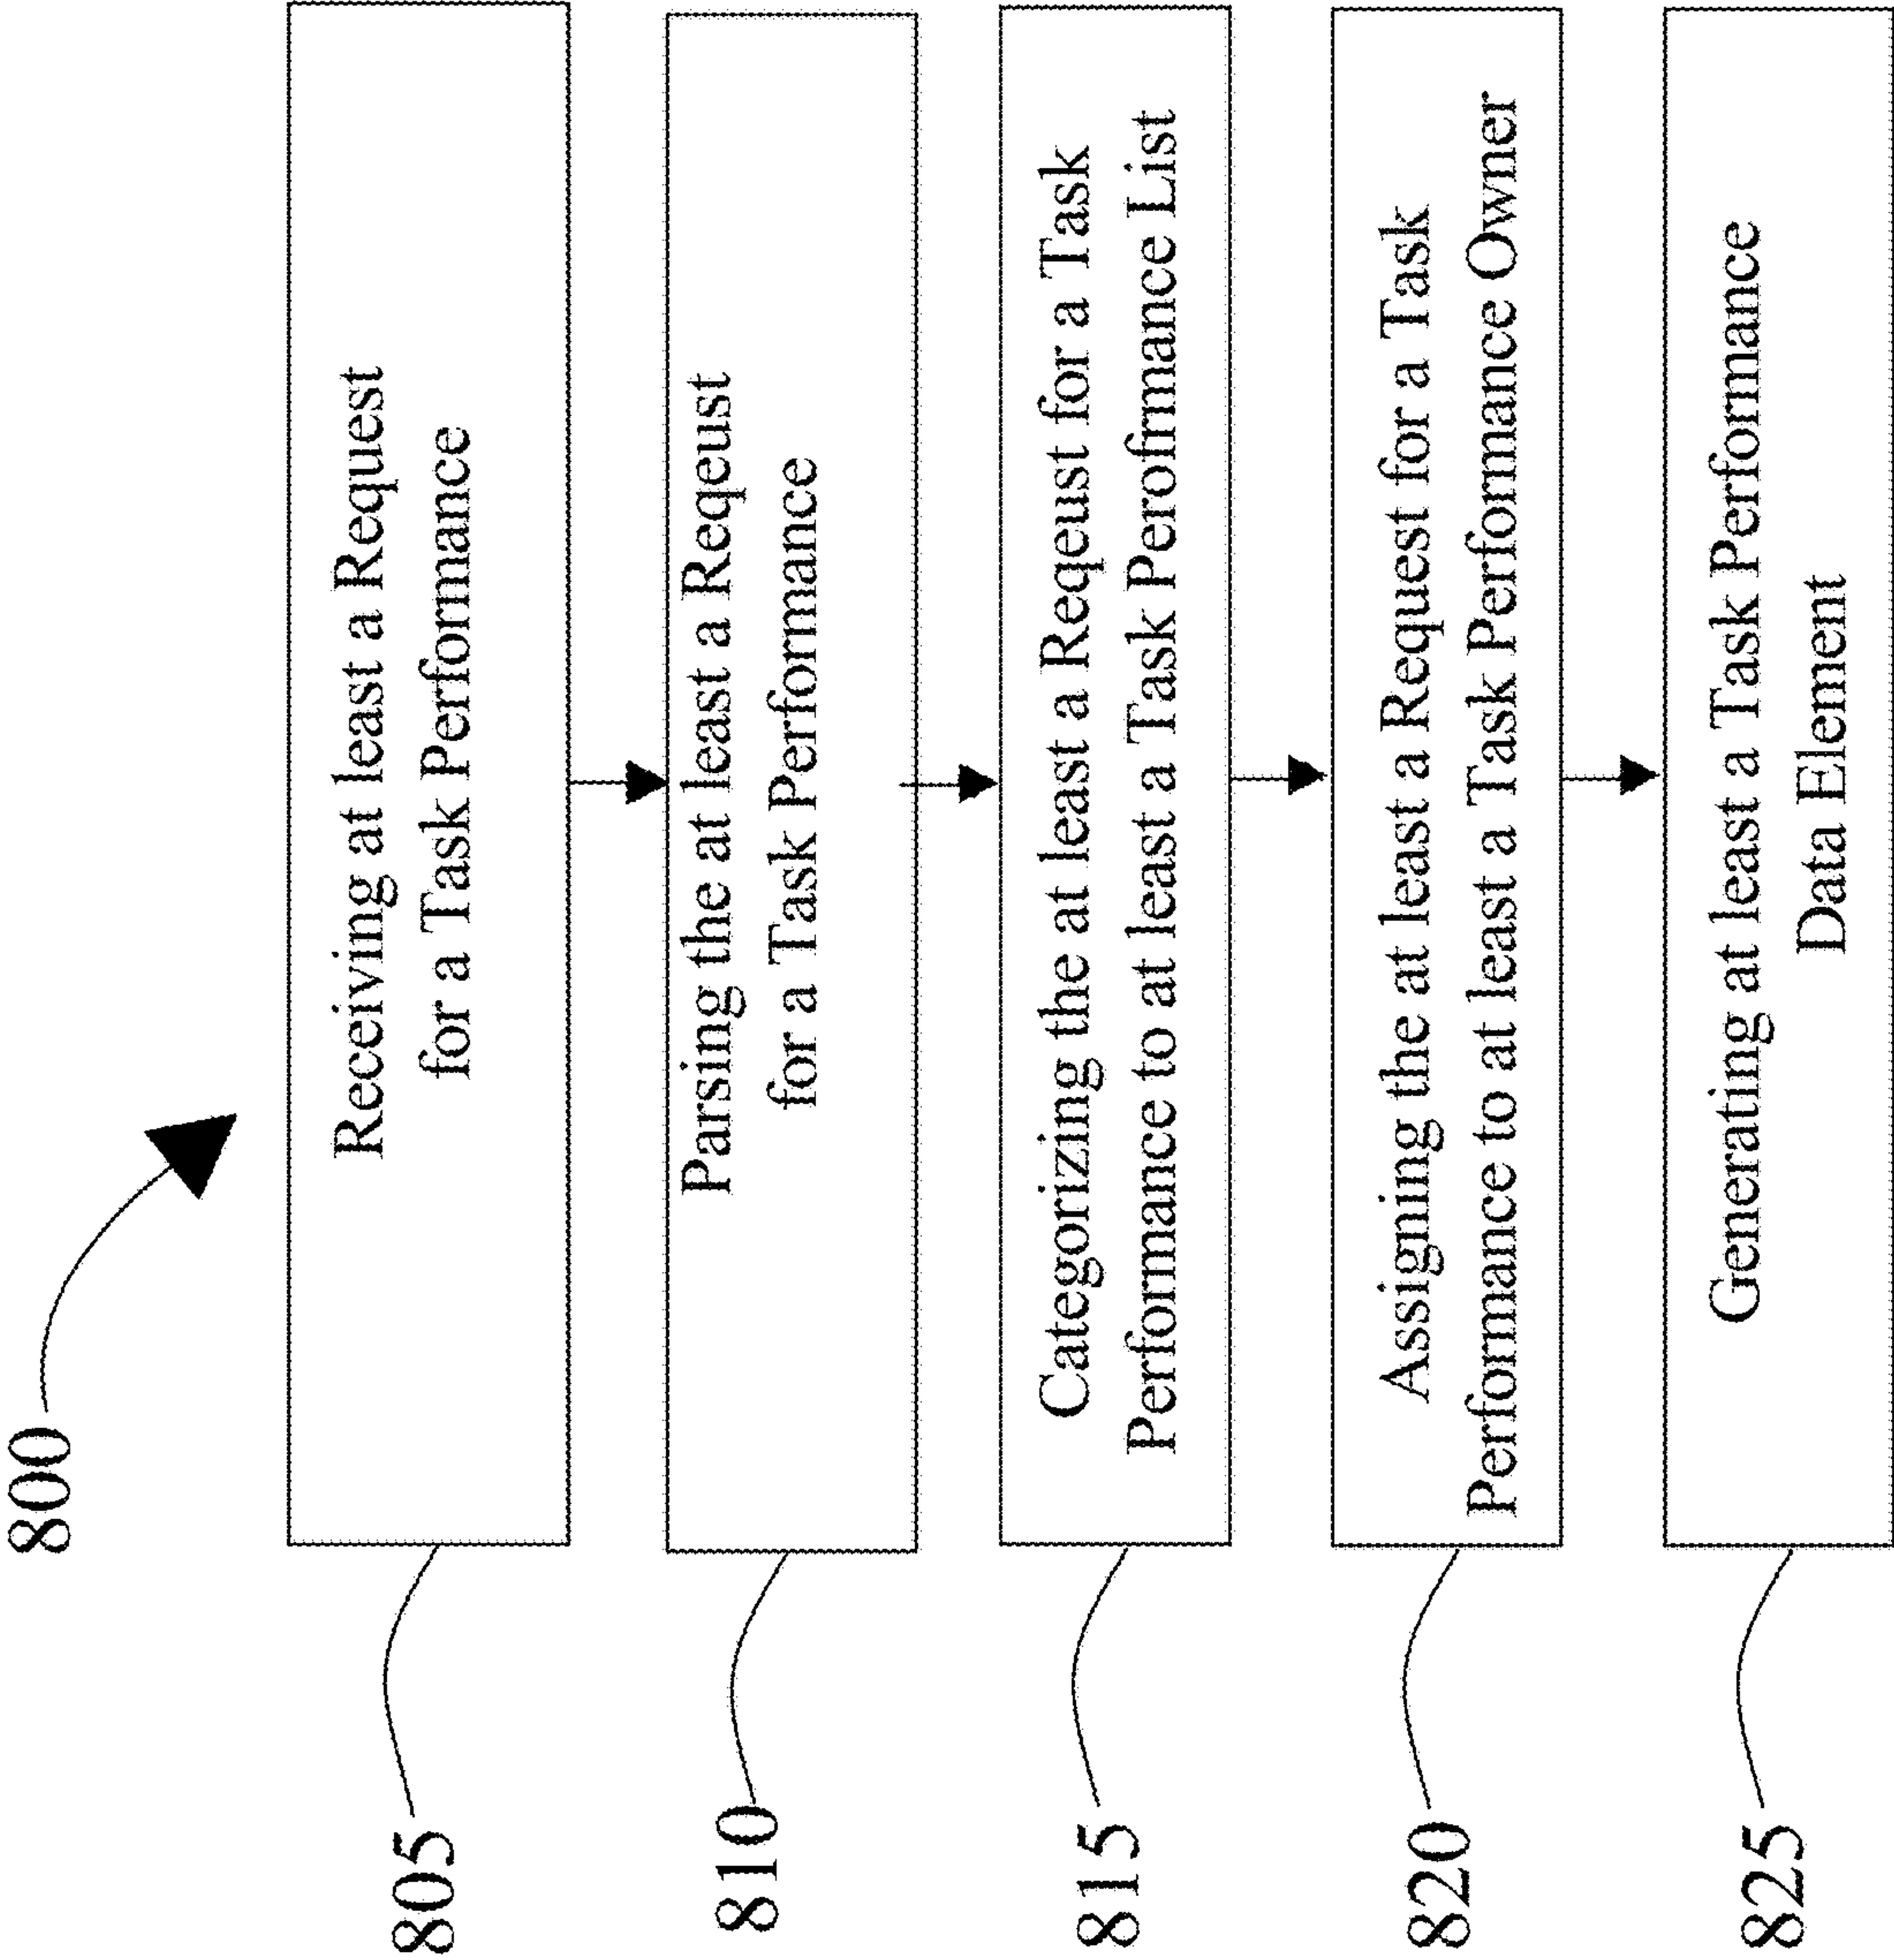 800
805
Receiving at least a Request
for a Task Performance
810
Parsing the at least a Reqeust
for a Task Performance
815
Categorizing the at least a Reqeust for a Task
Performance to at least a Task Perofrmance List
820
Assigning the at least a Request for a Task
Performance to at least a Task Performance Owner
825
Generating at least a Task Performance
Data Element